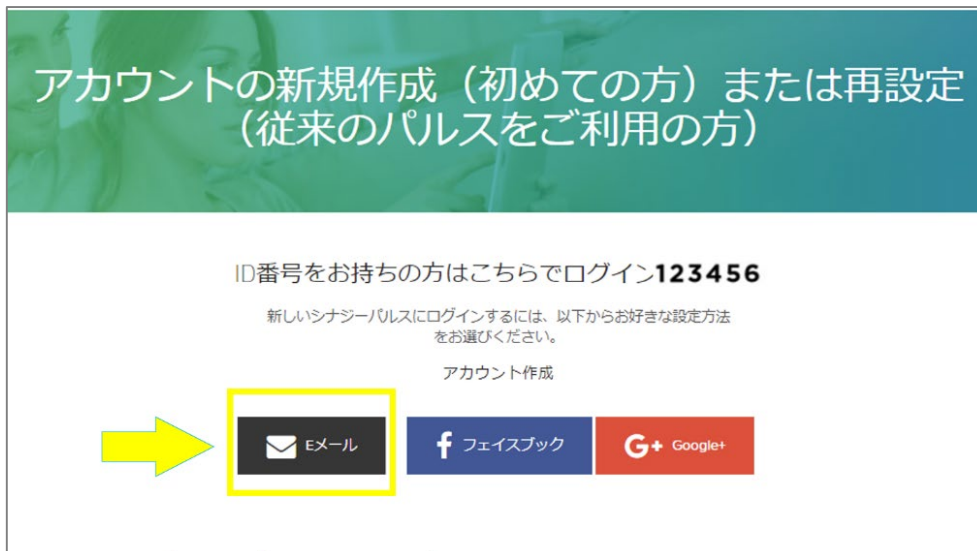 アカウントの新規作成（初めての方）または再設定
（従来のパルスをご利用の方）
ID番号をお持ちの方はこちらでログイン123456
新しいシナジーパルスにログインするには、以下からお好きな設定方法
をお選びください。
アカウント作成
Eメール
フェイスブック
G+ Google+